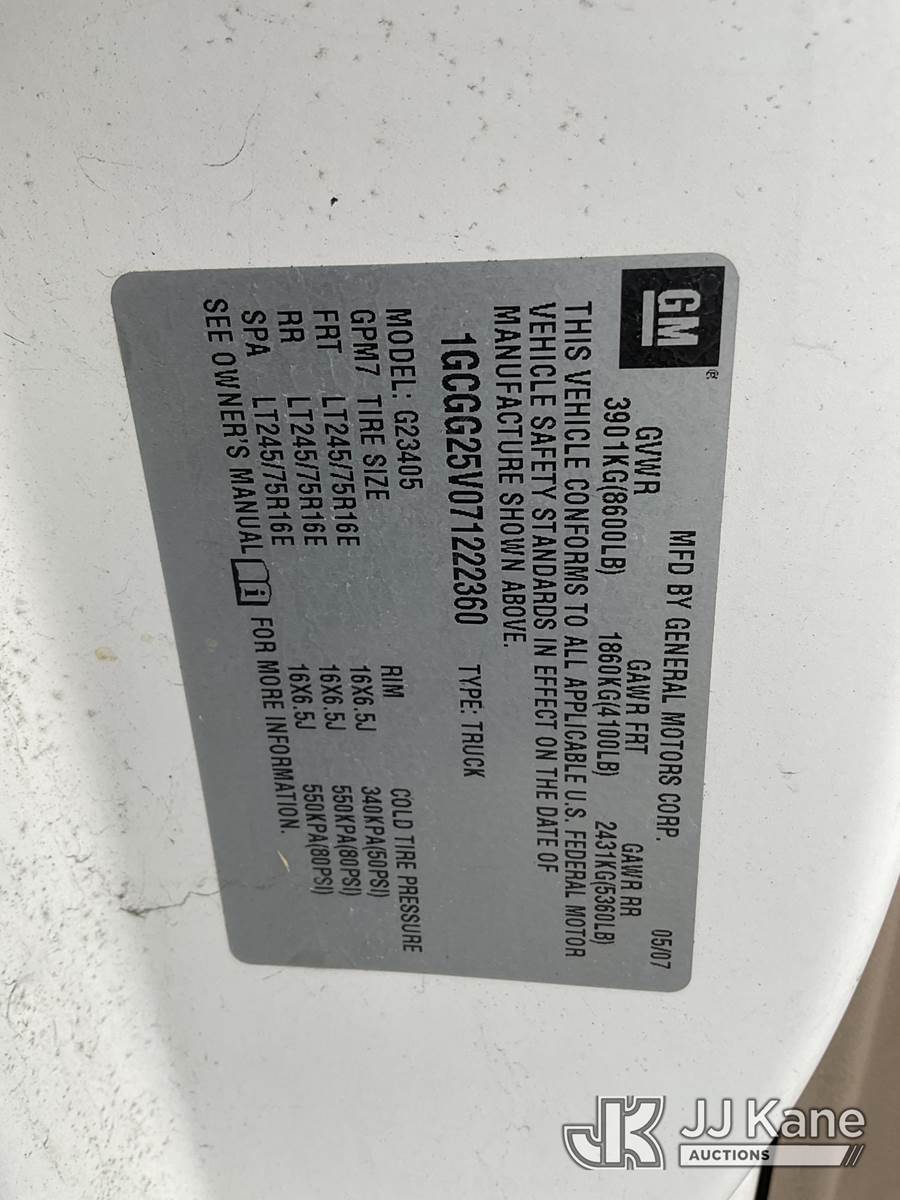 GM®
MFD BY GENERAL MOTORS CORP. 05/07
GVWR GAWR FRT GAWR RR
3901KG(8600LB) 1860KG(4100LB) 2431KG(5360LB)
THIS VEHICLE CONFORMS TO ALL APPLICABLE U.S. FEDERAL MOTOR
VEHICLE SAFETY STANDARDS IN EFFECT ON THE DATE OF
MANUFACTURE SHOWN ABOVE.
1GCGG25V071222360 TYPE: TRUCK
MODEL: G23405 RIM COLD TIRE PRESSURE
GPM7 TIRE SIZE 16X6.5J 340KPA(50PSI)
FRT LT245/75R16E 16X6.5J 550KPA(80PSI)
RR LT245/75R16E 16X6.5J 550KPA(80PSI)
SPA LT245/75R16E
SEE OWNER'S MANUAL FOR MORE INFORMATION.
JK JJ Kane
AUCTIONS